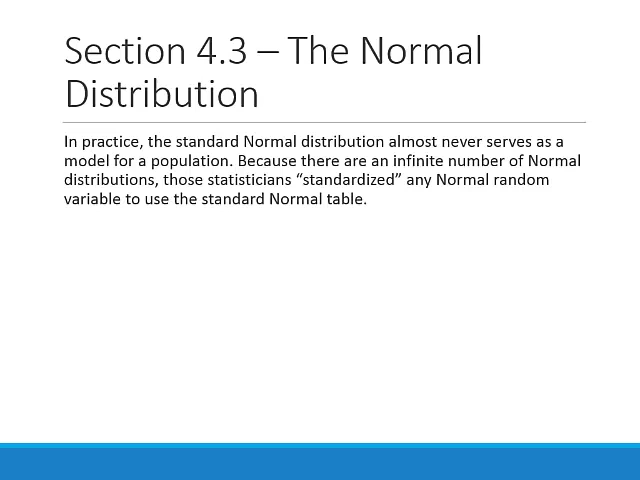 Section 4.3 – The Normal
Distribution
In practice, the standard Normal distribution almost never serves as a
model for a population. Because there are an infinite number of Normal
distributions, those statisticians “standardized” any Normal random
variable to use the standard Normal table.